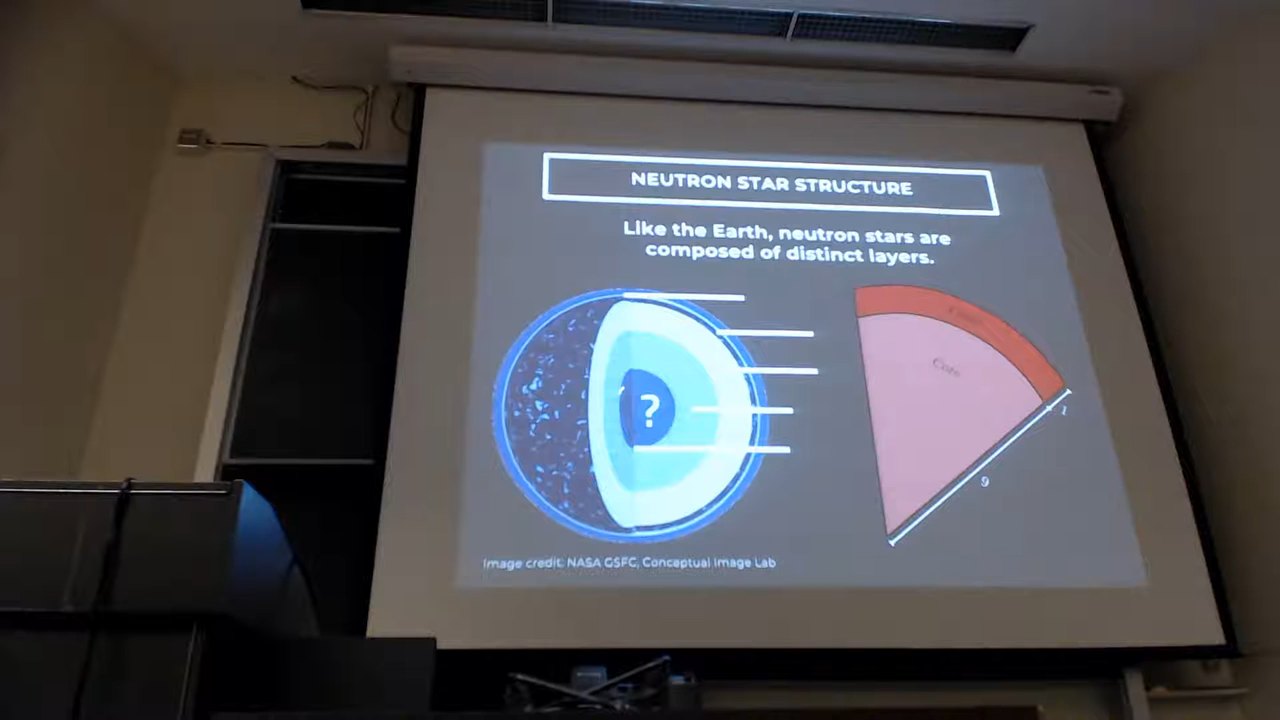 NEUTRON STAR STRUCTURE
Like the Earth, neutron stars are
composed of distinct layers.
?
Core
1
9
Image credit: NASA GSFC, Conceptual Image Lab